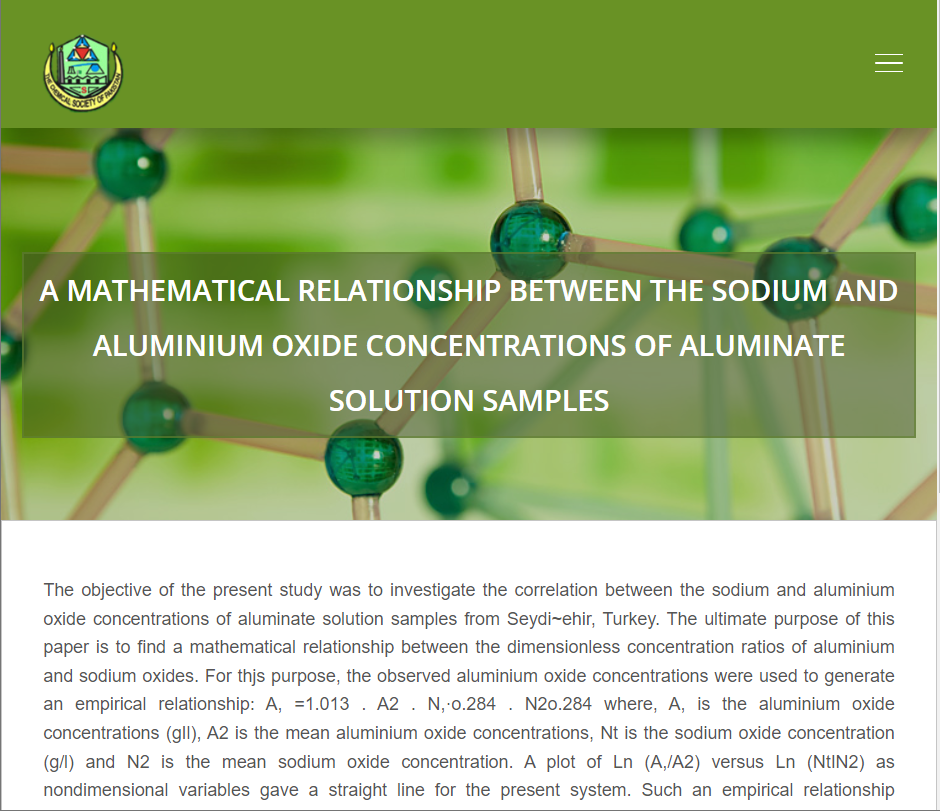 THE CHEMICAL SOCIETY OF PAKISTAN
A MATHEMATICAL RELATIONSHIP BETWEEN THE SODIUM AND
ALUMINIUM OXIDE CONCENTRATIONS OF ALUMINATE
SOLUTION SAMPLES
The objective of the present study was to investigate the correlation between the sodium and aluminium
oxide concentrations of aluminate solution samples from Seydi~ehir, Turkey. The ultimate purpose of this
paper is to find a mathematical relationship between the dimensionless concentration ratios of aluminium
and sodium oxides. For thjs purpose, the observed aluminium oxide concentrations were used to generate
an empirical relationship: A, =1.013 . A2 . N,·o.284 . N2o.284 where, A, is the aluminium oxide
concentrations (gIl), A2 is the mean aluminium oxide concentrations, Nt is the sodium oxide concentration
(g/l) and N2 is the mean sodium oxide concentration. A plot of Ln (A,/A2) versus Ln (NtIN2) as
nondimensional variables gave a straight line for the present system. Such an empirical relationship